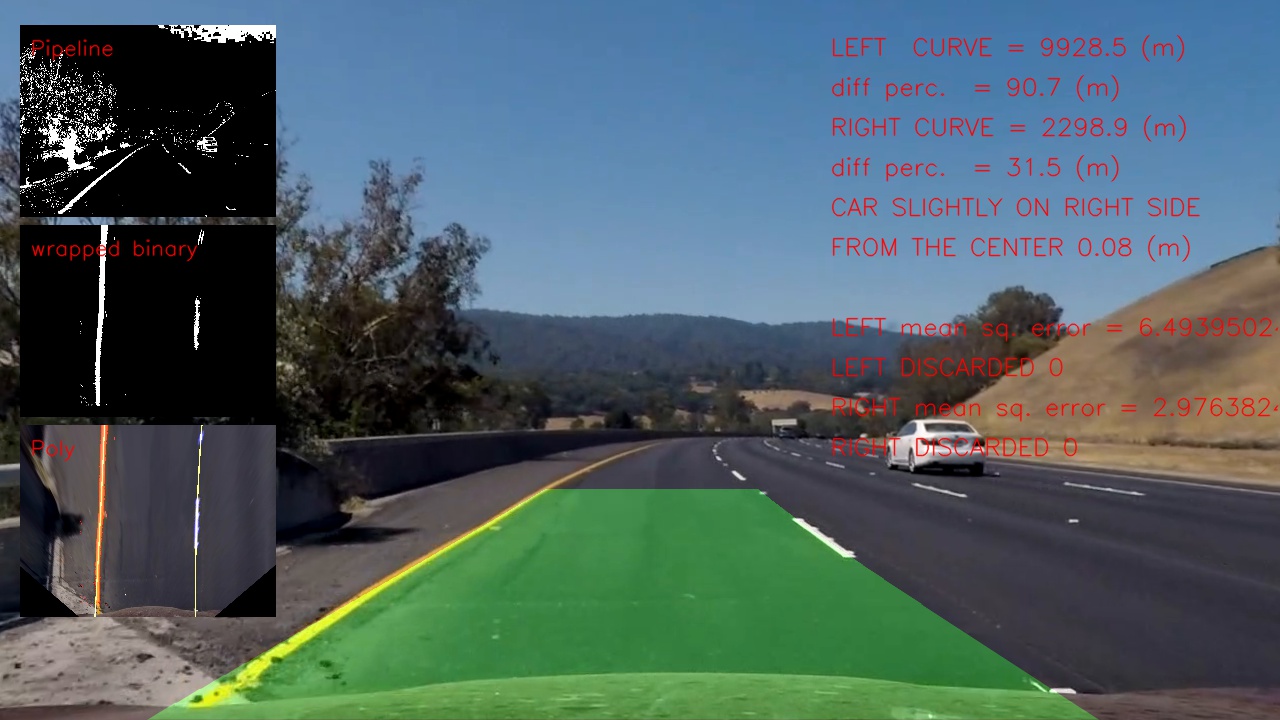 Pipeline
wrapped binary
Poly
LEFT CURVE = 9928.5 (m)
diff perc. = 90.7 (m)
RIGHT CURVE = 2298.9 (m)
diff perc. = 31.5 (m)
CAR SLIGHTLY ON RIGHT SIDE
FROM THE CENTER 0.08 (m)
LEFT mean sq. error = 6.4939502
LEFT DISCARDED 0
RIGHT mean sq. error = 2.976382
RIGHT DISCARDED 0